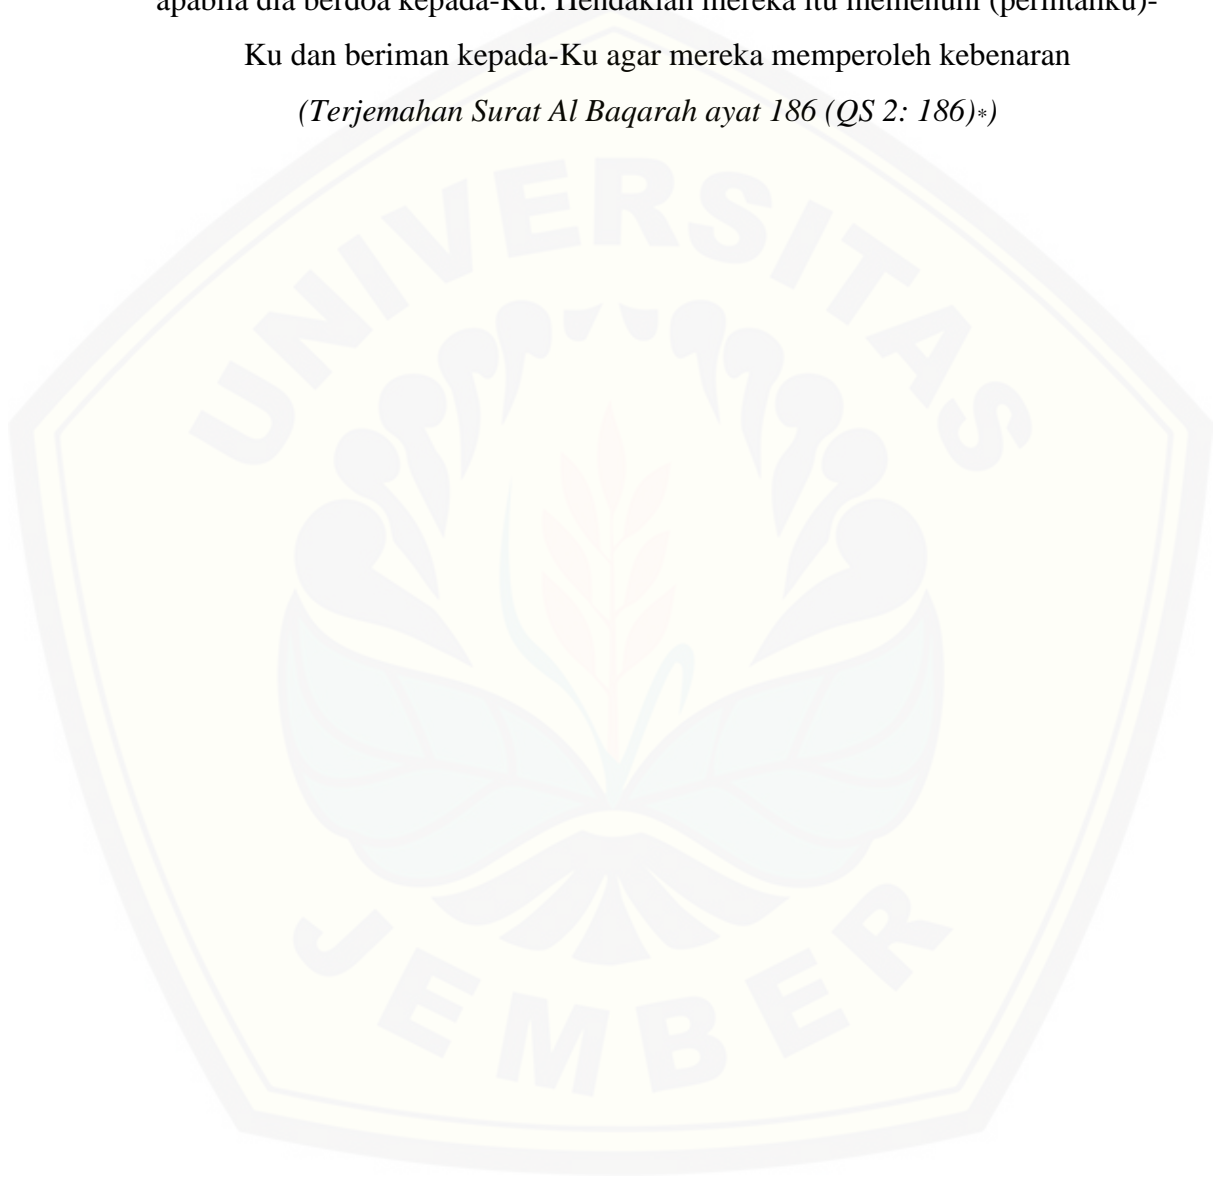 apabila dia berdoa kepada-Ku. Hendaklah mereka itu memenuhi (perintahku)-
Ku dan beriman kepada-Ku agar mereka memperoleh kebenaran
(Terjemahan Surat Al Baqarah ayat 186 (QS 2: 186)*)
UNIVERSITAS
JEMBER